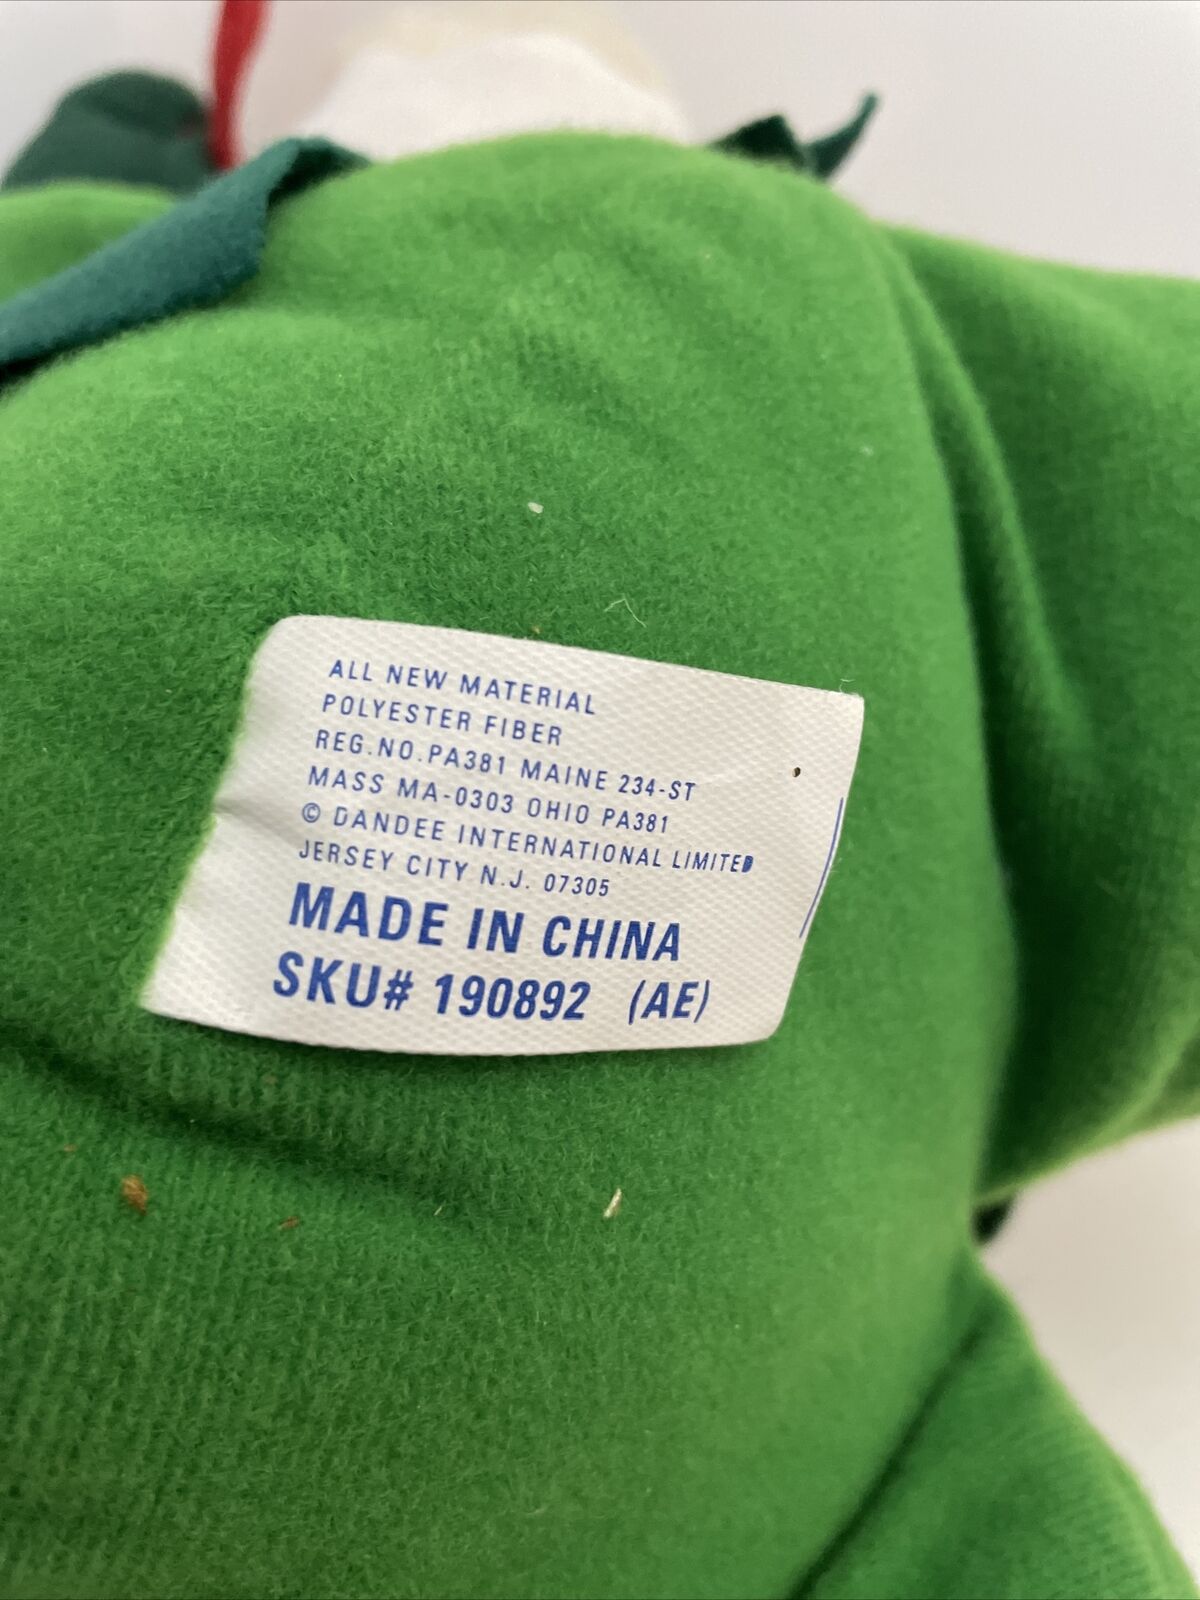 ALL NEW MATERIAL
POLYESTER FIBER
REG.NO.PA381 MAINE 234-ST
MASS MA-0303 OHIO PA381
© DANDEE INTERNATIONAL LIMITED
JERSEY CITY N.J. 07305
MADE IN CHINA
SKU# 190892 (AE)